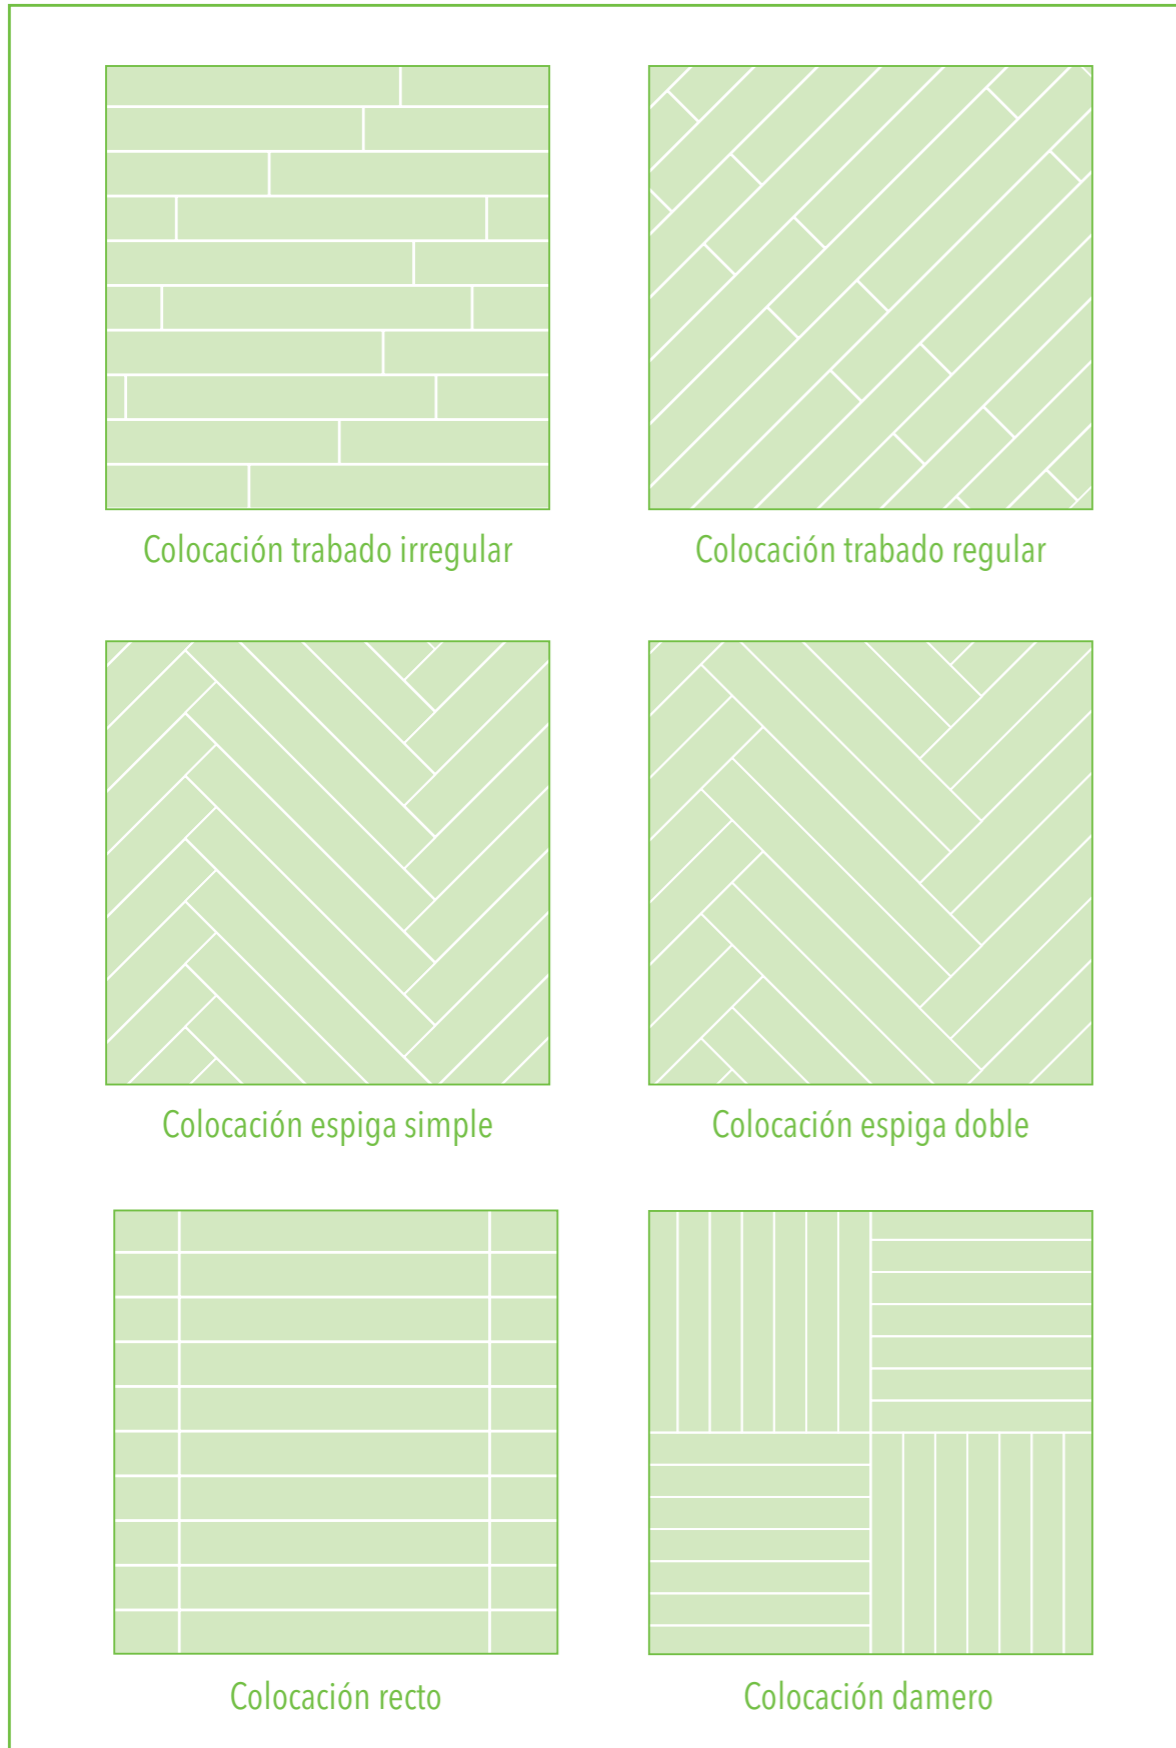 Colocación trabado irregular
Colocación trabado regular
Colocación espiga simple
Colocación espiga doble
Colocación recto
Colocación damero